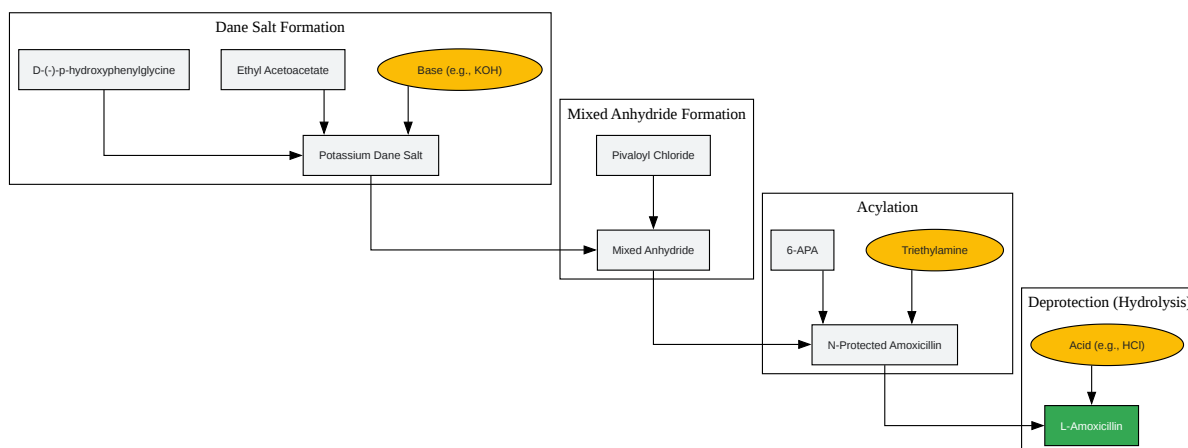 Dane Salt Formation
D-(-)-p-hydroxyphenylglycine
Ethyl Acetoacetate
Base (e.g., KOH)
Potassium Dane Salt
Mixed Anhydride Formation
Pivaloyl Chloride
Mixed Anhydride
Acylation
6-APA
Triethylamine
N-Protected Amoxicillin
Deprotection (Hydrolysis)
Acid (e.g., HCl)
L-Amoxicillin